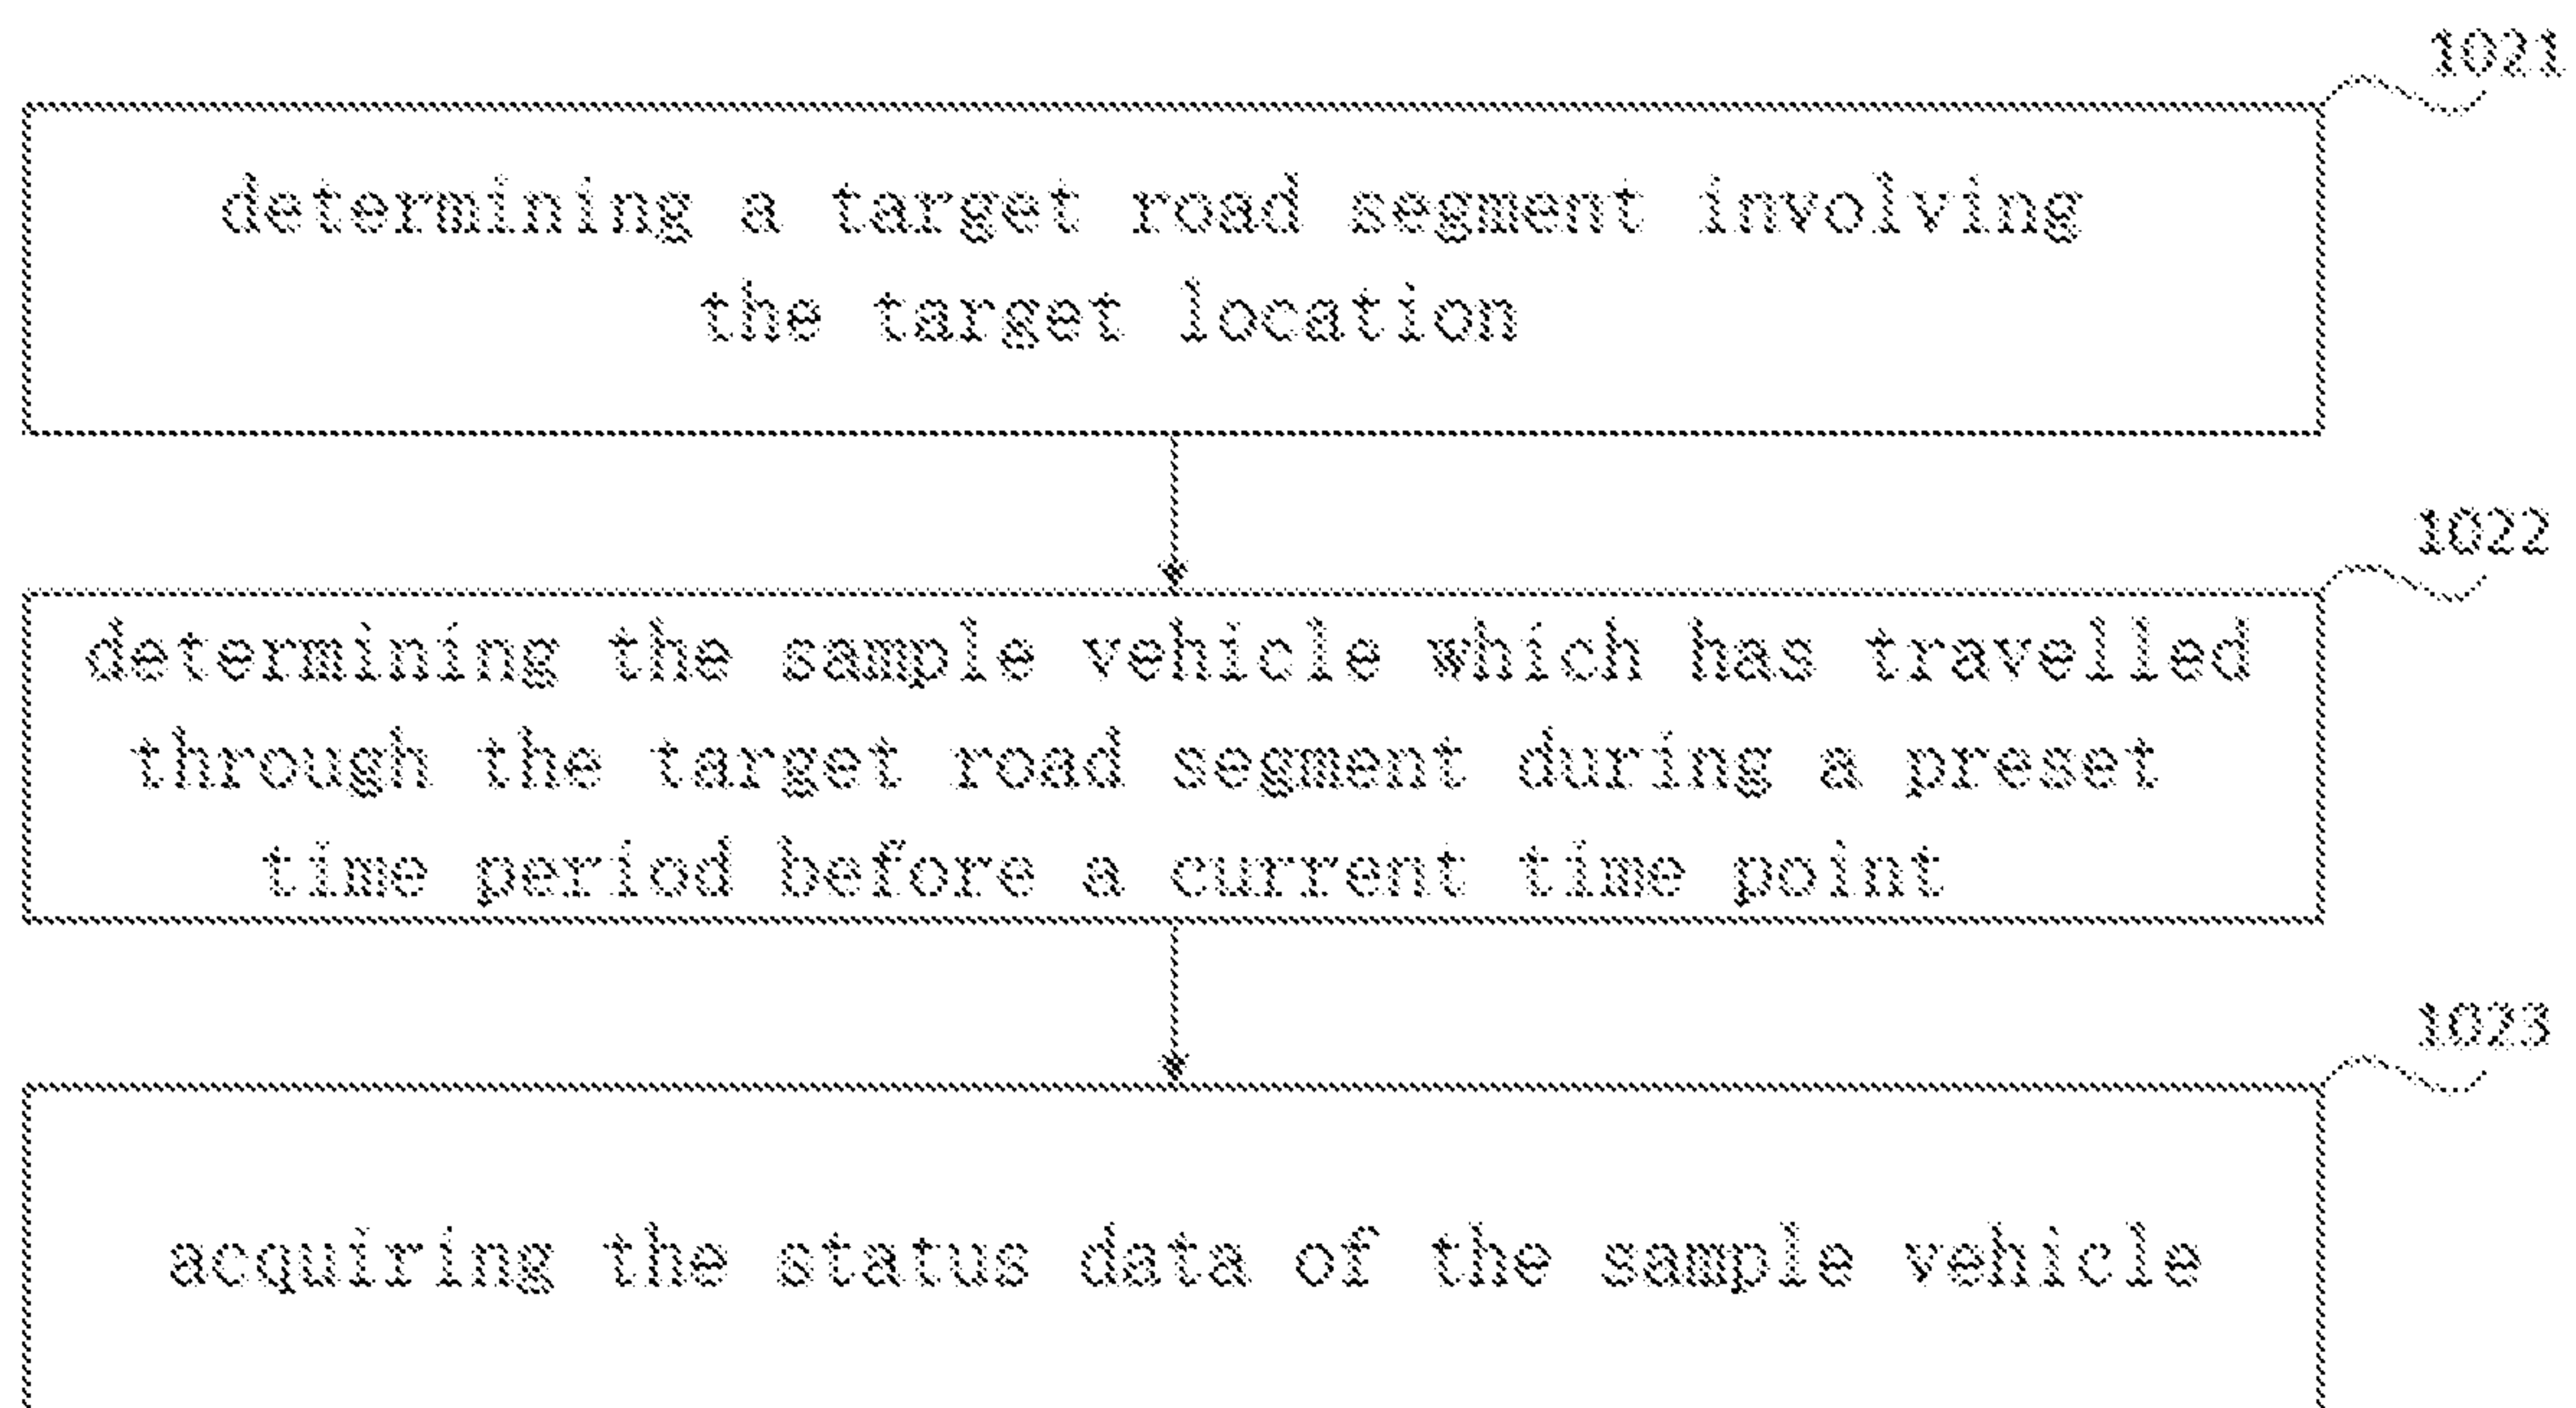 1021
determining a target road segment involving
the target location
1022
determining the sample vehicle which has travelled
through the target road segment during a preset
time period before a current time point
1023
acquiring the status data of the sample vehicle